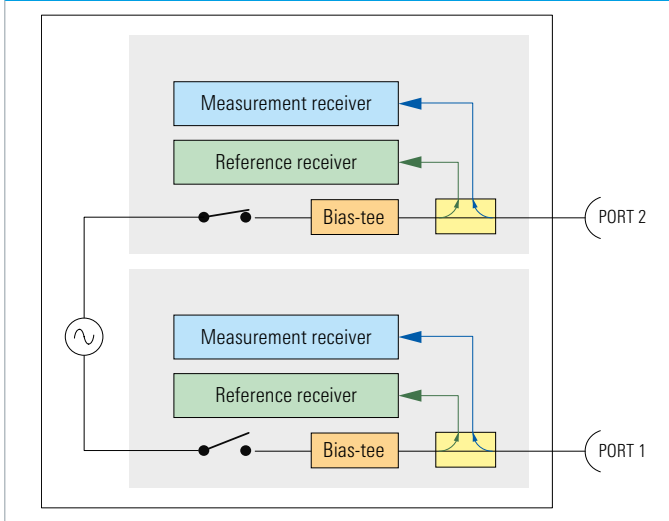 Measurement receiver
Reference receiver
Bias-tee
PORT 2
Measurement receiver
Reference receiver
Bias-tee
PORT 1